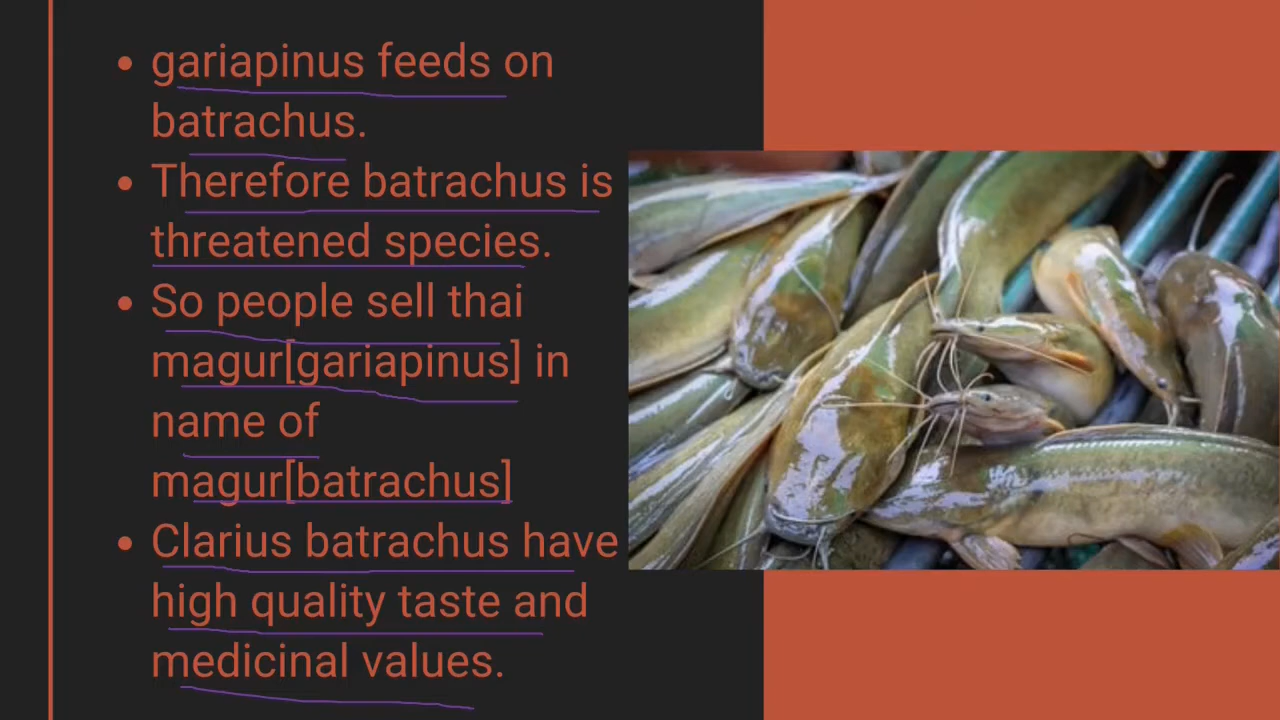 • gariapinus feeds on
batrachus.
• Therefore batrachus is
threatened species.
• So people sell thai
magur[gariapinus] in
name of
magur[batrachus]
• Clarius batrachus have
high quality taste and
medicinal values.